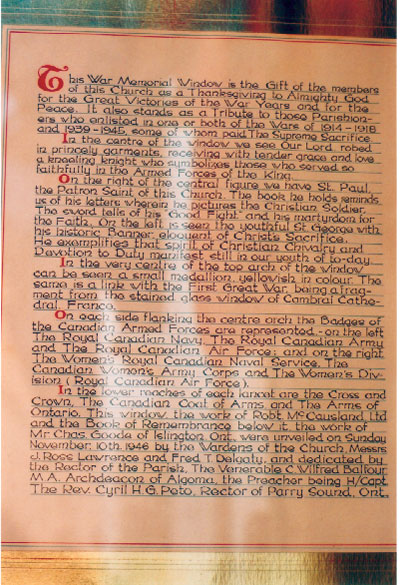 This War Memorial Window is the Gift of the members
of this Church as a Thanksgiving to Almighty God
for the Great Victories of the War Years and for the
Peace. It also stands as a Tribute to those Parishion-
ers who enlisted in one or both of the Wars of 1914-1918
and 1939-1945, some of whom paid The Supreme Sacrifice.
In the centre of the window we see Our Lord, robed
in princely garments, receiving with tender grace and love
a kneeling knight who symbolizes those who served so
faithfully in the Armed Forces of the King.
On the right of the central figure we have St. Paul,
the Patron Saint of this Church. The book he holds reminds
us of his letters wherein he pictures the Christian Soldier.
The sword tells of his "Good Fight" and his martyrdom for
the Faith. On the left is seen the youthful St. George with
his historic Banner, eloquent of Christ's Sacrifice.
He exemplifies that spirit of Christian Chivalry and
Devotion to Duty manifest still in our youth of to-day.
In the very centre of the top arch of the window
can be seen a small medallion, yellowish in colour. The
same is a link with the First Great War, being a frag-
ment from the stained glass window of Cambrai Cathe-
dral, France.
On each side flanking the centre arch the Badges of
the Canadian Armed Forces are represented - on the left
The Royal Canadian Navy, The Royal Canadian Army
and The Royal Canadian Air Force; and on the right
The Women's Royal Canadian Naval Service, The
Canadian Women's Army Corps and The Women's Div-
ision (Royal Canadian Air Force).
In the lower reaches of each lancet are the Cross and
Crown, The Canadian Coat of Arms and The Arms of
Ontario. This window, the work of Robt. McCausland, Ltd.
and the Book of Remembrance below it, the work of
Mr. Chas. Goode of Islington, Ont., were unveiled on Sunday
November 10th, 1946 by the Wardens of the Church, Messrs
J. Ross Lawrence and Fred T. Delgaty, and dedicated by
the Rector of the Parish, The Venerable C. Wilfred Balfour
M.A. Archdeacon of Algoma, the Preacher being H/Capt.
The Rev. Cyril H. G. Peto, Rector of Parry Sound, Ont.